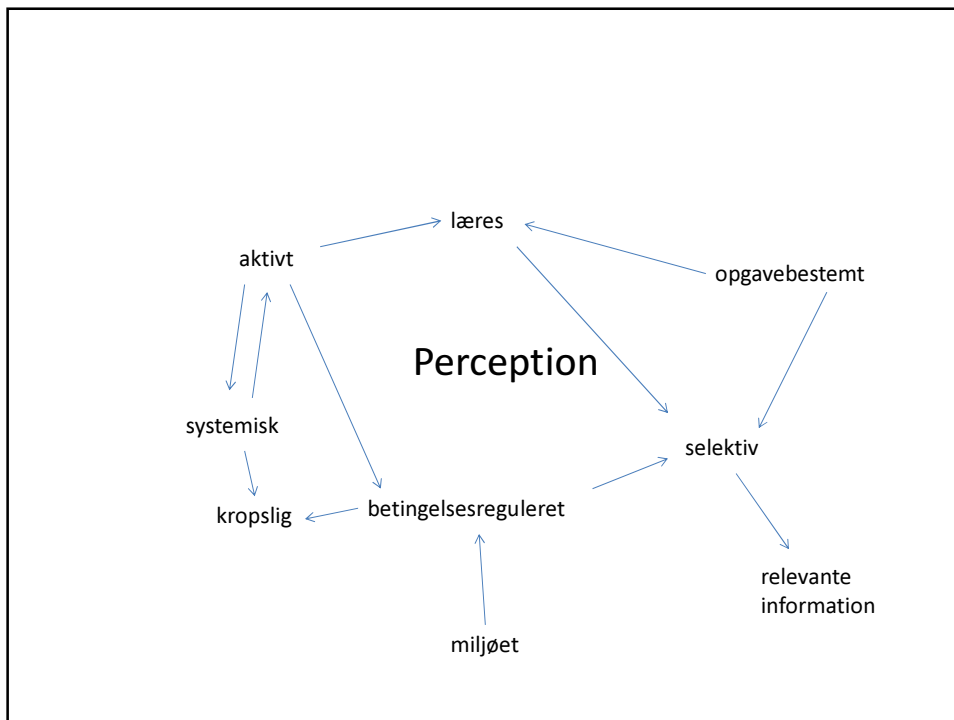 læres
aktivt
opgavebestemt
Perception
systemisk
selektiv
kropslig
betingelsesreguleret
relevante
information
miljøet